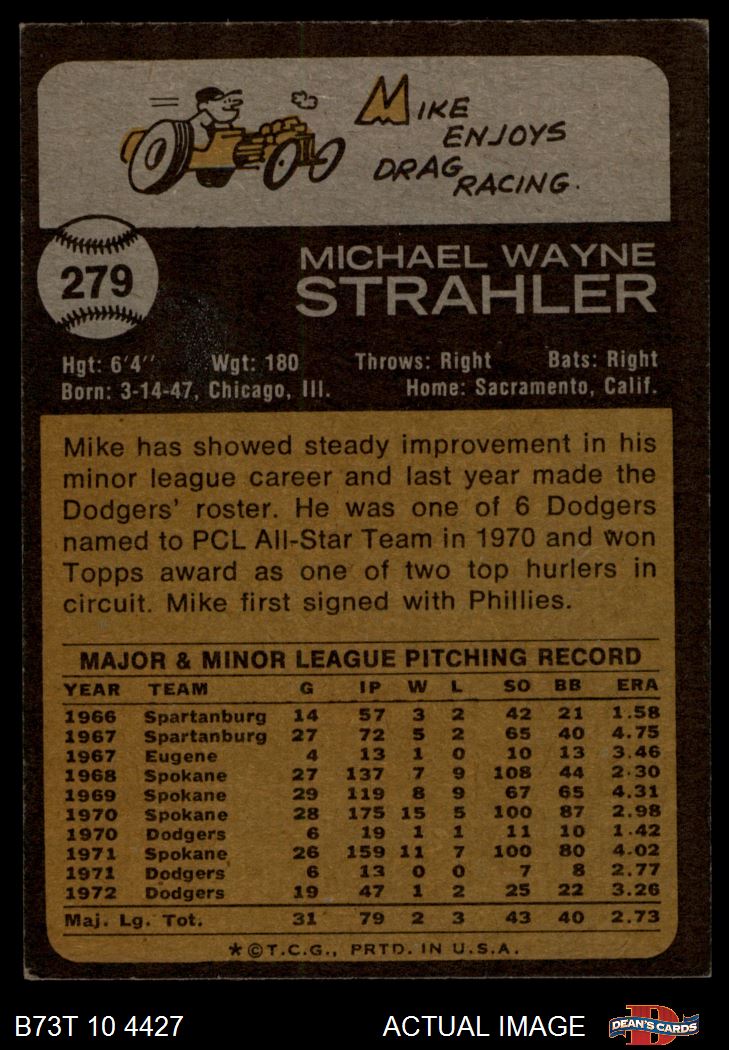 MIKE
ENJOYS
DRAG
RACING.
279
MICHAEL WAYNE
STRAHLER
Hgt: 6'4" Wgt: 180 Throws: Right Bats: Right
Born: 3-14-47, Chicago, Ill. Home: Sacramento, Calif.
Mike has showed steady improvement in his
minor league career and last year made the
Dodgers' roster. He was one of 6 Dodgers
named to PCL All-Star Team in 1970 and won
Topps award as one of two top hurlers in
circuit. Mike first signed with Phillies.
MAJOR & MINOR LEAGUE PITCHING RECORD
YEAR TEAM G IP W L SO BB ERA
1966 Spartanburg 14 57 3 2 42 21 1.58
1967 Spartanburg 27 72 5 2 65 40 4.75
1967 Eugene 4 13 1 0 10 13 3.46
1968 Spokane 27 137 7 9 108 44 2.30
1969 Spokane 29 119 8 9 67 65 4.31
1970 Spokane 28 175 15 5 100 87 2.98
1970 Dodgers 6 19 1 1 11 10 1.42
1971 Spokane 26 159 11 7 100 80 4.02
1971 Dodgers 6 13 0 0 7 8 2.77
1972 Dodgers 19 47 1 2 25 22 3.26
Maj. Lg. Tot. 31 79 2 3 43 40 2.73
*©T.C.G., PRTD. IN U.S.A.
B73T 10 4427 ACTUAL IMAGE DEAN'S CARDS